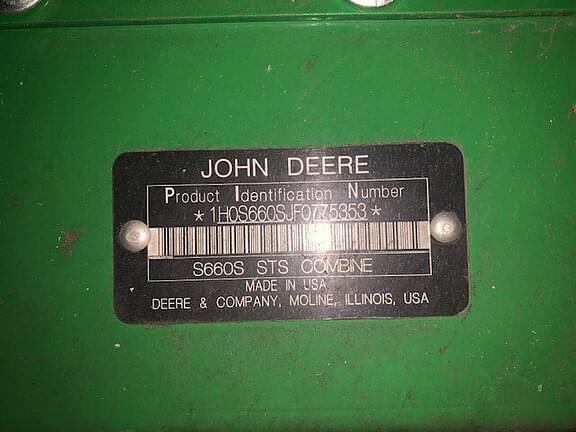 JOHN DEERE
Product Identification Number
*1H0S660SJF0775353*
S660S STS COMBINE
MADE IN USA
DEERE & COMPANY, MOLINE, ILLINOIS, USA